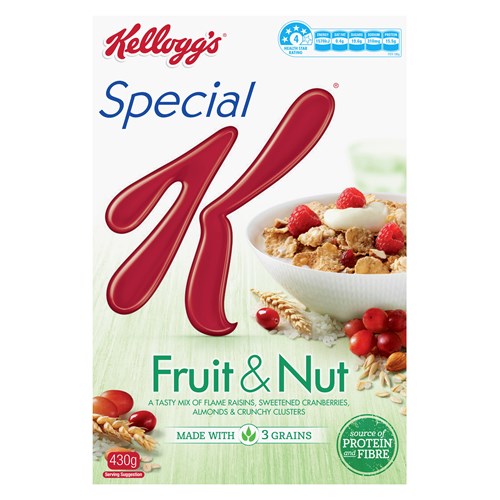 Kellogg's®
Special
K®
4
HEALTH STAR
RATING
ENERGY
SAT FAT
SUGARS
SODIUM
FIBRE
Fruit & Nut
A TASTY MIX OF FLAME RAISINS, SWEETENED CRANBERRIES,
ALMONDS & CRUNCHY CLUSTERS
MADE WITH 3 GRAINS
source of
PROTEIN
and FIBRE
430g
Serving Suggestion